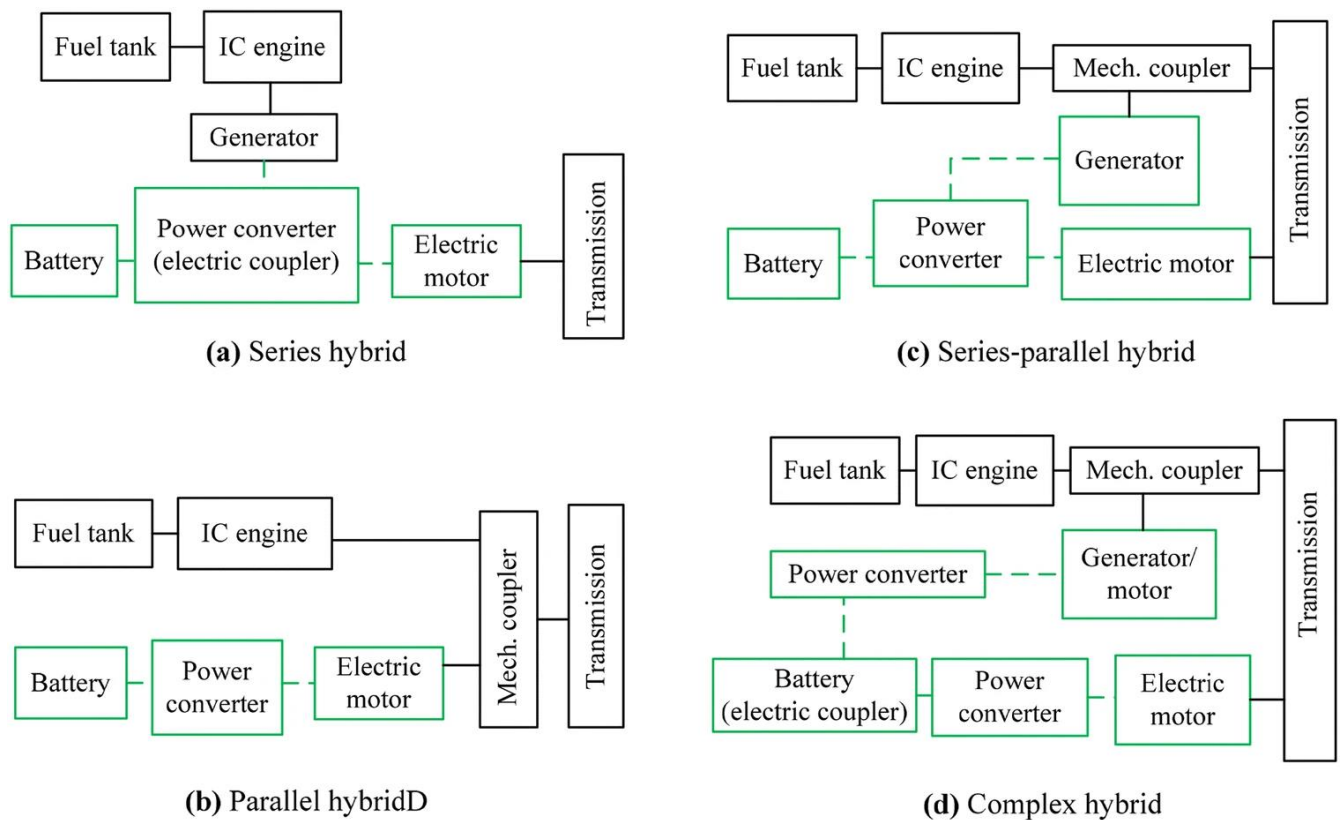 Fuel tank
IC engine
Generator
Battery
Power converter
(electric coupler)
Electric
motor
Transmission
(a) Series hybrid
Fuel tank
IC engine
Mech. coupler
Generator
Battery
Power
converter
Electric motor
Transmission
(c) Series-parallel hybrid
Fuel tank
IC engine
Battery
Power
converter
Electric
motor
Mech. coupler
Transmission
(b) Parallel hybridD
Fuel tank
IC engine
Mech. coupler
Power converter
Generator/
motor
Battery
(electric coupler)
Power
converter
Electric
motor
Transmission
(d) Complex hybrid